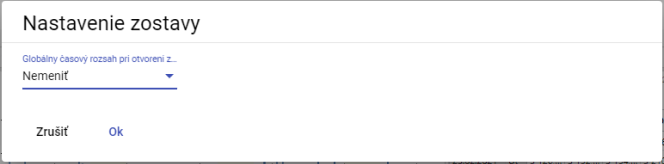 Nastavenie zostavy
Globálny časový rozsah pri otvorení z...
Nemeniť
Zrušiť Ok